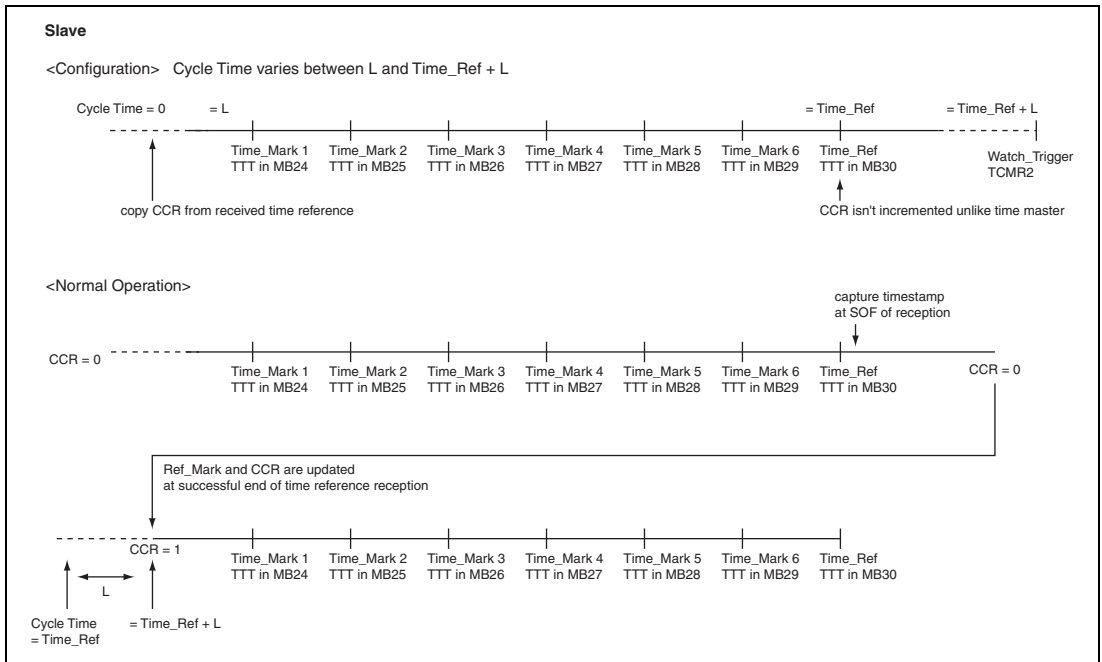 Slave
<Configuration> Cycle Time varies between L and Time_Ref + L
Cycle Time = 0
= L
= Time_Ref
= Time_Ref + L
Time_Mark 1
TTT in MB24
Time_Mark 2
TTT in MB25
Time_Mark 3
TTT in MB26
Time_Mark 4
TTT in MB27
Time_Mark 5
TTT in MB28
Time_Mark 6
TTT in MB29
Time_Ref
TTT in MB30
Watch_Trigger
TCMR2
copy CCR from received time reference
CCR isn't incremented unlike time master
<Normal Operation>
capture timestamp
at SOF of reception
CCR = 0
Time_Mark 1
TTT in MB24
Time_Mark 2
TTT in MB25
Time_Mark 3
TTT in MB26
Time_Mark 4
TTT in MB27
Time_Mark 5
TTT in MB28
Time_Mark 6
TTT in MB29
Time_Ref
TTT in MB30
CCR = 0
Ref_Mark and CCR are updated
at successful end of time reference reception
CCR = 1
Time_Mark 1
TTT in MB24
Time_Mark 2
TTT in MB25
Time_Mark 3
TTT in MB26
Time_Mark 4
TTT in MB27
Time_Mark 5
TTT in MB28
Time_Mark 6
TTT in MB29
Time_Ref
TTT in MB30
L
Cycle Time
= Time_Ref
= Time_Ref + L